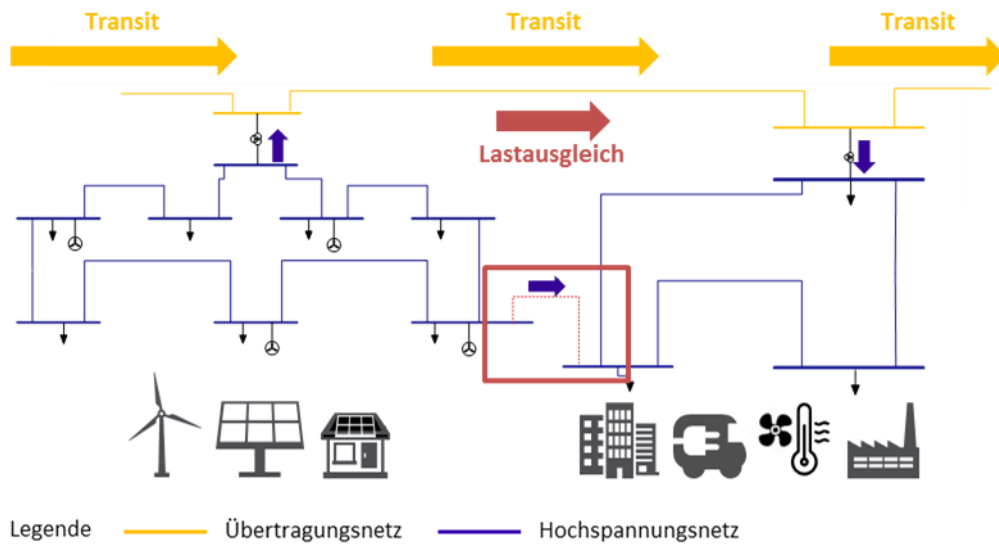 Transit
Transit
Transit
Lastausgleich
Legende
Übertragungsnetz
Hochspannungsnetz